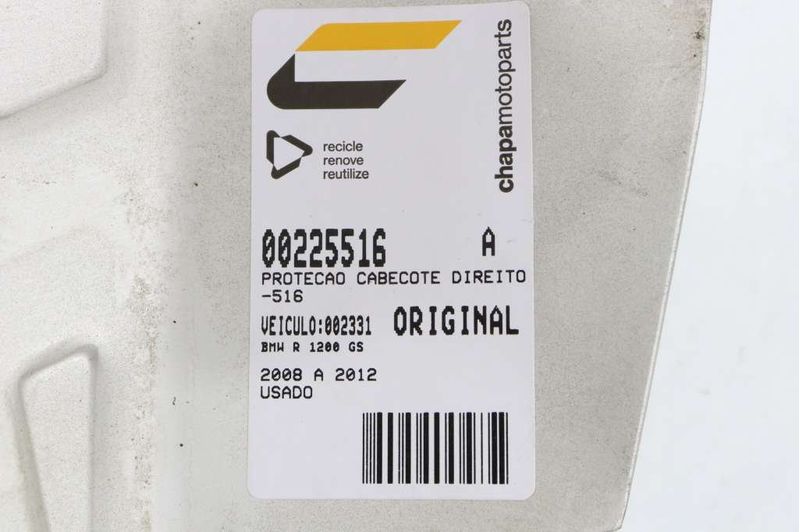 chapamotoparts
recicle
renove
reutilize
00225516 A
PROTECAO CABECOTE DIREITO
-516
VEICULO:002331 ORIGINAL
BMW R 1200 GS
2008 A 2012
USADO